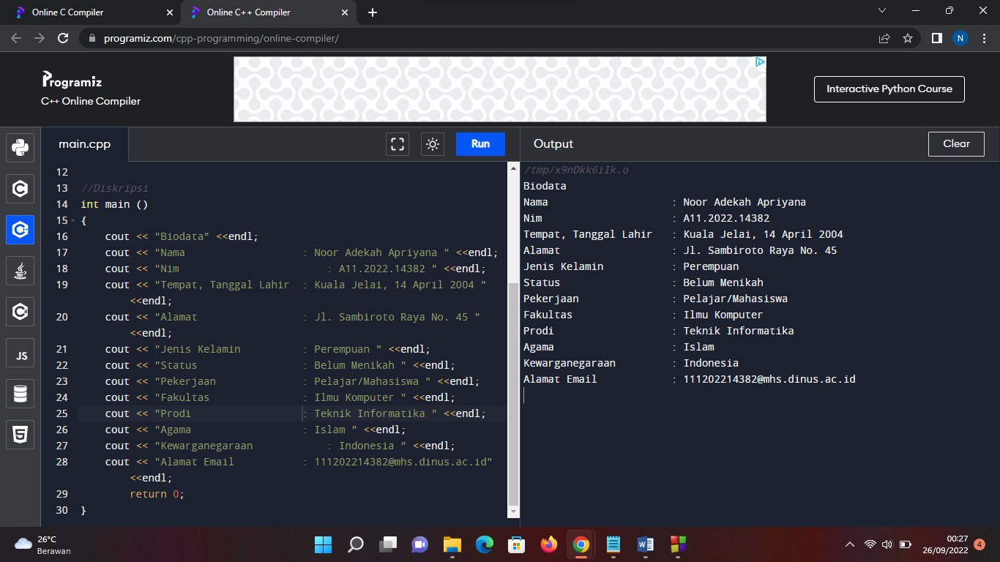 Online C Compiler
Online C++ Compiler
programiz.com/cpp-programming/online-compiler/
N
Programiz
C++ Online Compiler
Interactive Python Course
main.cpp
Run
Output
Clear
JS
12
13 //Diskripsi
14 int main ()
15 {
16 cout << "Biodata" <<endl;
17 cout << "Nama : Noor Adekah Apriyana " <<endl;
18 cout << "Nim : A11.2022.14382 " <<endl;
19 cout << "Tempat, Tanggal Lahir : Kuala Jelai, 14 April 2004 "
<<endl;
20 cout << "Alamat : Jl. Sambiroto Raya No. 45 "
<<endl;
21 cout << "Jenis Kelamin : Perempuan " <<endl;
22 cout << "Status : Belum Menikah " <<endl;
23 cout << "Pekerjaan : Pelajar/Mahasiswa " <<endl;
24 cout << "Fakultas : Ilmu Komputer " <<endl;
25 cout << "Prodi : Teknik Informatika " <<endl;
26 cout << "Agama : Islam " <<endl;
27 cout << "Kewarganegaraan : Indonesia " <<endl;
28 cout << "Alamat Email : 111202214382@mhs.dinus.ac.id"
<<endl;
29 return 0;
30 }
/tmp/x9nDkk6iIk.o
Biodata
Nama : Noor Adekah Apriyana
Nim : A11.2022.14382
Tempat, Tanggal Lahir : Kuala Jelai, 14 April 2004
Alamat : Jl. Sambiroto Raya No. 45
Jenis Kelamin : Perempuan
Status : Belum Menikah
Pekerjaan : Pelajar/Mahasiswa
Fakultas : Ilmu Komputer
Prodi : Teknik Informatika
Agama : Islam
Kewarganegaraan : Indonesia
Alamat Email : 111202214382@mhs.dinus.ac.id
26°C
Berawan
00:27
26/09/2022
4